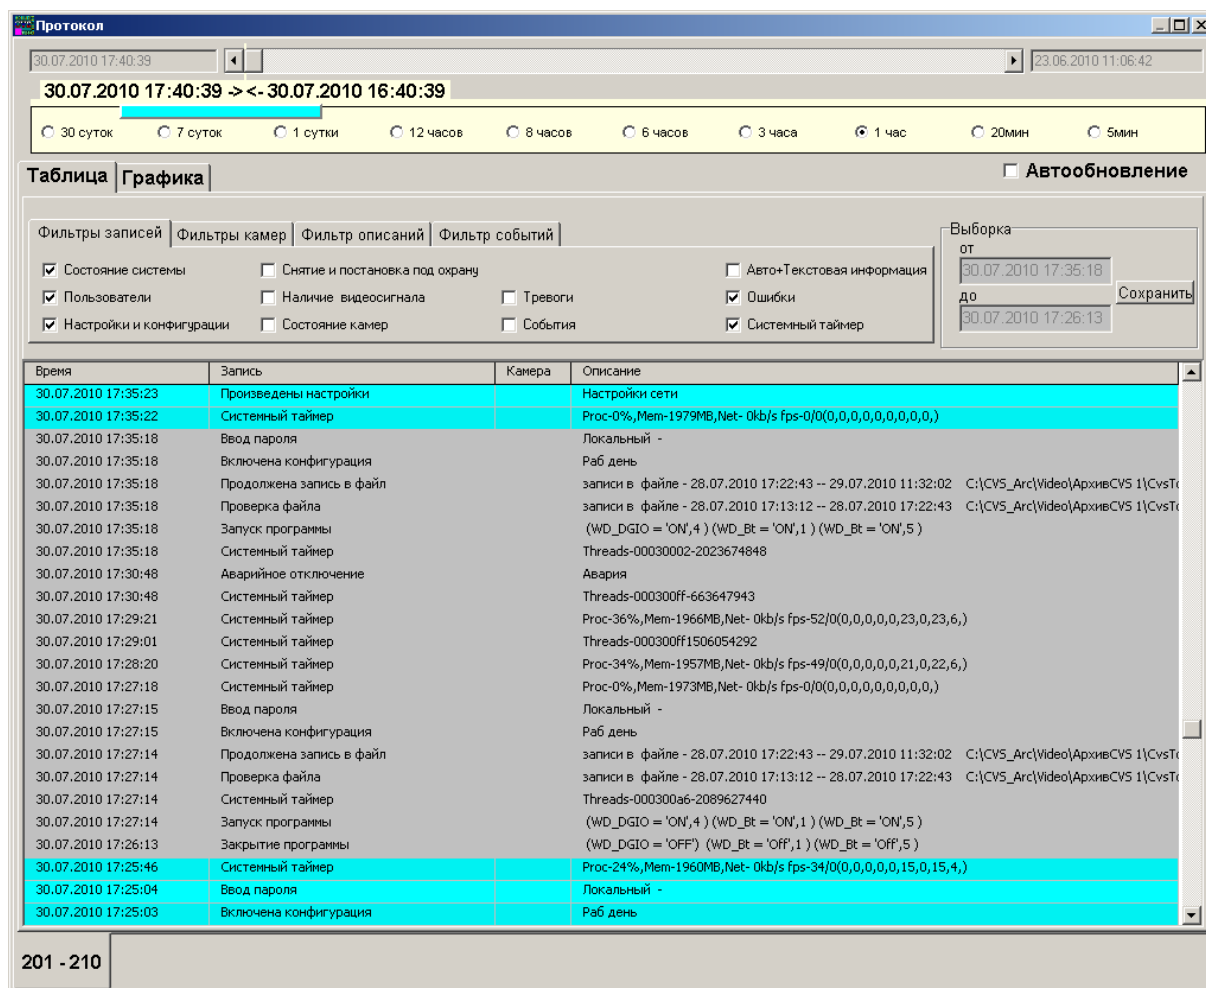 Протокол
30.07.2010 17:40:39 23.06.2010 11:06:42
30.07.2010 17:40:39 -> <- 30.07.2010 16:40:39
30 суток 7 суток 1 сутки 12 часов 8 часов 6 часов 3 часа 1 час 20мин 5мин
Таблица Графика Автообновление
Фильтры записей Фильтры камер Фильтр описаний Фильтр событий
Выборка
от
Состояние системы Снятие и постановка под охрану Авто+Текстовая информация 30.07.2010 17:35:18
Пользователи Наличие видеосигнала Тревоги Ошибки до Сохранить
Настройки и конфигурации Состояние камер События Системный таймер 30.07.2010 17:26:13
Время Запись Камера Описание
30.07.2010 17:35:23 Произведены настройки Настройки сети
30.07.2010 17:35:22 Системный таймер Proc-0%,Mem-1979MB,Net- 0kb/s fps-0/0(0,0,0,0,0,0,0,0,0,)
30.07.2010 17:35:18 Ввод пароля Локальный -
30.07.2010 17:35:18 Включена конфигурация Раб день
30.07.2010 17:35:18 Продолжена запись в файл записи в файле - 28.07.2010 17:22:43 -- 29.07.2010 11:32:02 C:\CVS_Arc\Video\АрхивCVS 1\CvsTo
30.07.2010 17:35:18 Проверка файла записи в файле - 28.07.2010 17:13:12 -- 28.07.2010 17:22:43 C:\CVS_Arc\Video\АрхивCVS 1\CvsTo
30.07.2010 17:35:18 Запуск программы (WD_DGIO = 'ON',4 ) (WD_Bt = 'ON',1 ) (WD_Bt = 'ON',5 )
30.07.2010 17:35:18 Системный таймер Threads-00030002-2023674848
30.07.2010 17:30:48 Аварийное отключение Авария
30.07.2010 17:30:48 Системный таймер Threads-000300ff-663647943
30.07.2010 17:29:21 Системный таймер Proc-36%,Mem-1966MB,Net- 0kb/s fps-52/0(0,0,0,0,0,23,0,23,6,)
30.07.2010 17:29:01 Системный таймер Threads-000300ff1506054292
30.07.2010 17:28:20 Системный таймер Proc-34%,Mem-1957MB,Net- 0kb/s fps-49/0(0,0,0,0,0,21,0,22,6,)
30.07.2010 17:27:18 Системный таймер Proc-0%,Mem-1973MB,Net- 0kb/s fps-0/0(0,0,0,0,0,0,0,0,0,)
30.07.2010 17:27:15 Ввод пароля Локальный -
30.07.2010 17:27:15 Включена конфигурация Раб день
30.07.2010 17:27:14 Продолжена запись в файл записи в файле - 28.07.2010 17:22:43 -- 29.07.2010 11:32:02 C:\CVS_Arc\Video\АрхивCVS 1\CvsTo
30.07.2010 17:27:14 Проверка файла записи в файле - 28.07.2010 17:13:12 -- 28.07.2010 17:22:43 C:\CVS_Arc\Video\АрхивCVS 1\CvsTo
30.07.2010 17:27:14 Системный таймер Threads-000300a6-2089627440
30.07.2010 17:27:14 Запуск программы (WD_DGIO = 'ON',4 ) (WD_Bt = 'ON',1 ) (WD_Bt = 'ON',5 )
30.07.2010 17:26:13 Закрытие программы (WD_DGIO = 'OFF') (WD_Bt = 'Off',1 ) (WD_Bt = 'Off',5 )
30.07.2010 17:25:46 Системный таймер Proc-24%,Mem-1960MB,Net- 0kb/s fps-34/0(0,0,0,0,0,15,0,15,4,)
30.07.2010 17:25:04 Ввод пароля Локальный -
30.07.2010 17:25:03 Включена конфигурация Раб день
201 - 210